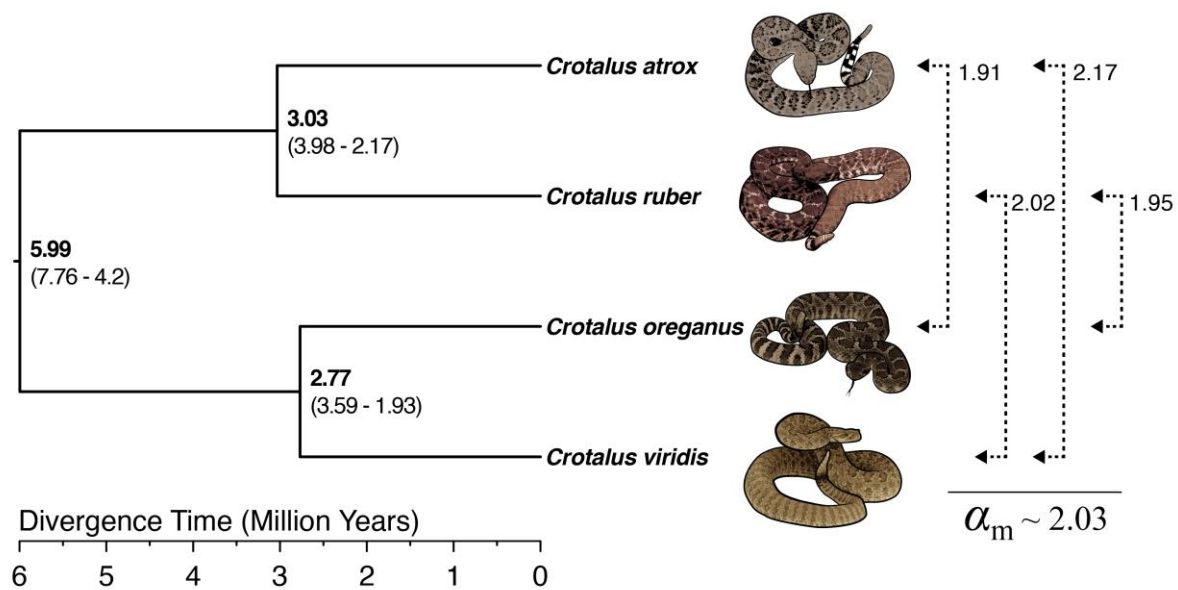 Crotalus atrox
1.91
2.17
3.03
(3.98 - 2.17)
Crotalus ruber
2.02
1.95
5.99
(7.76 - 4.2)
Crotalus oreganus
2.77
(3.59 - 1.93)
Crotalus viridis
Divergence Time (Million Years)
6 5 4 3 2 1 0
αm ~ 2.03